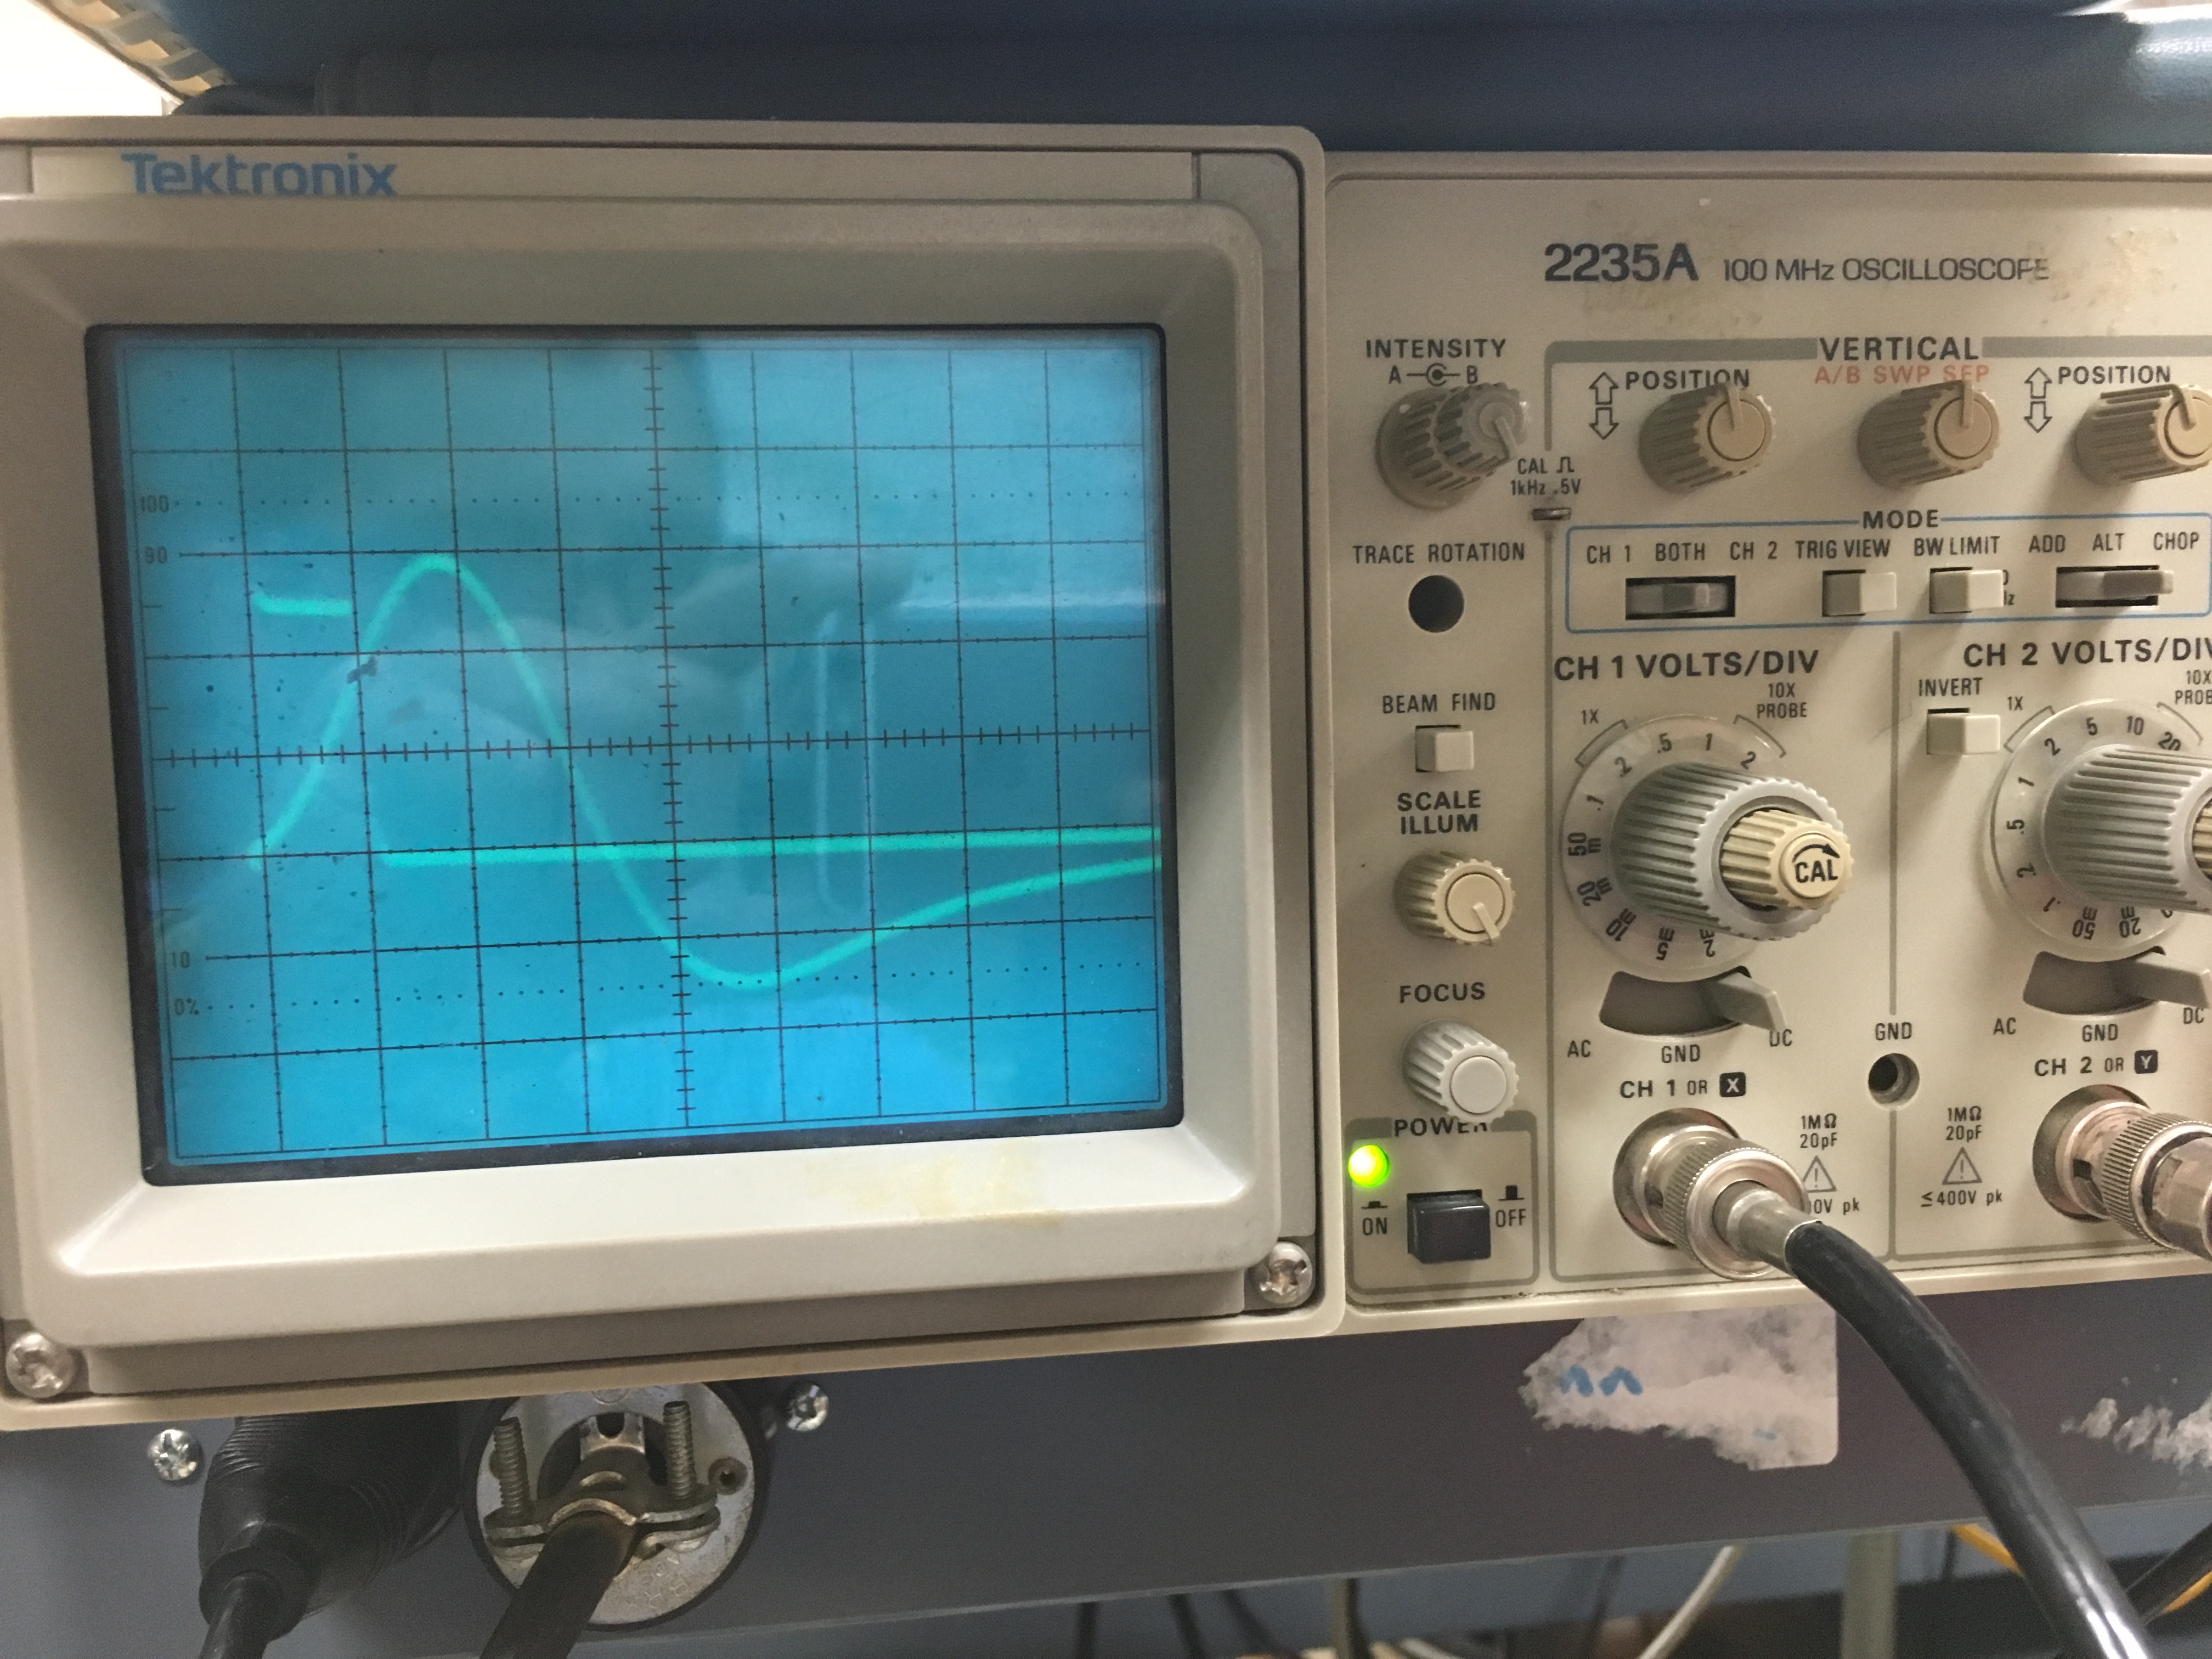 Tektronix
2235A 100 MHz OSCILLOSCOPE
INTENSITY
A B
VERTICAL
POSITION
A/B SWP SEP
POSITION
CAL
1kHz .5V
100
90
10
0%
TRACE ROTATION
MODE
CH 1 BOTH CH 2 TRIG VIEW BW LIMIT ADD ALT CHOP
BEAM FIND
CH 1 VOLTS/DIV
1X
10X
PROBE
.5 1 2
.2
.1
50
m
20
m
10
m
5
m
2
m
CAL
CH 2 VOLTS/DIV
INVERT
1X
10X
2 5 10 20
1
.5
.2
.1
50
20
SCALE
ILLUM
FOCUS
AC GND DC
GND
AC GND DC
CH 1 OR X
CH 2 OR Y
1MΩ
20pF
1MΩ
20pF
≤400V pk
POWER
ON OFF